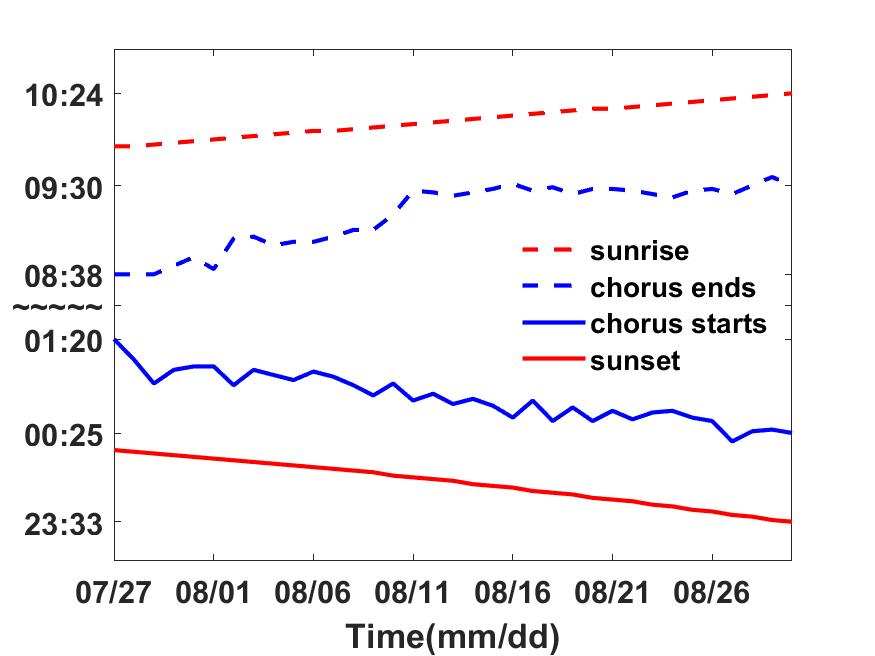 10:24
09:30
08:38
~~~~~
01:20
00:25
23:33
sunrise
chorus ends
chorus starts
sunset
07/27 08/01 08/06 08/11 08/16 08/21 08/26
Time(mm/dd)